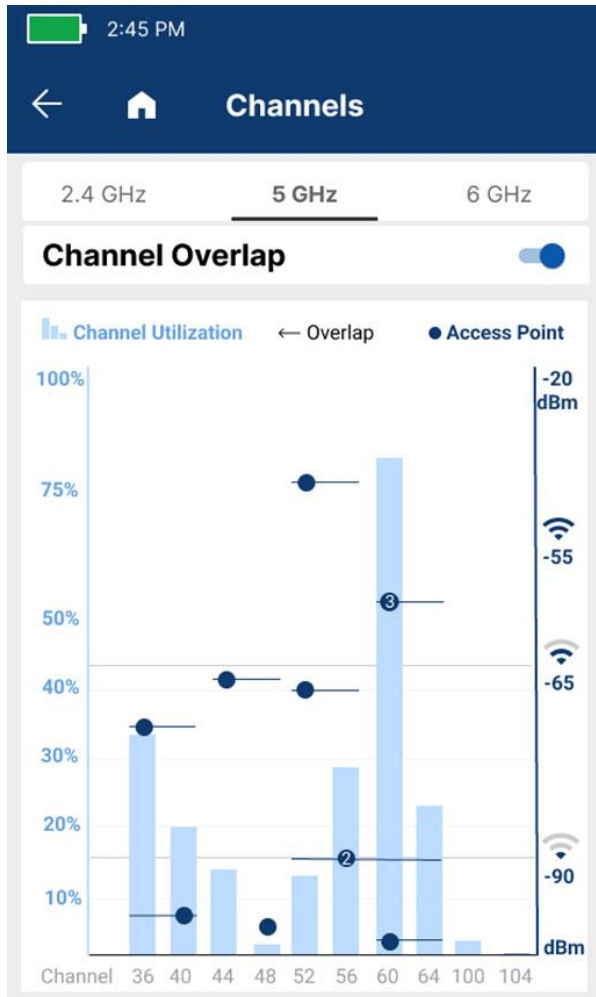 2:45 PM
Channels
2.4 GHz 5 GHz 6 GHz
Channel Overlap
Channel Utilization ← Overlap Access Point
100% -20
dBm
75%
-55
3
50%
40% -65
30%
20%
2
-90
10%
dBm
Channel 36 40 44 48 52 56 60 64 100 104